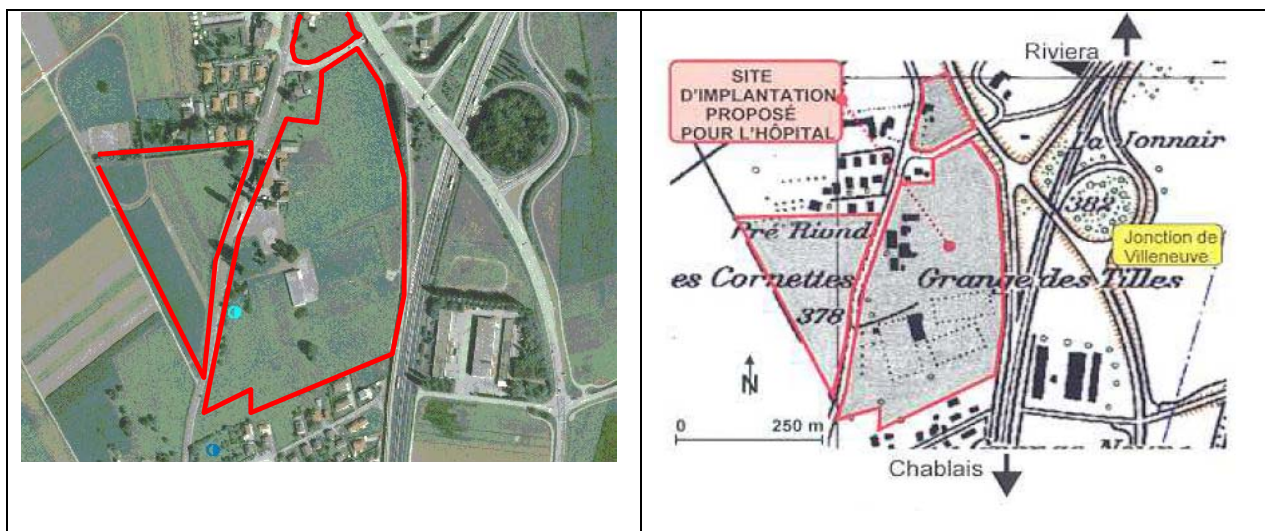 Riviera
SITE
D'IMPLANTATION
PROPOSÉ
POUR L'HÔPITAL
La Jonnair
382
Jonction de
Villeneuve
Pré Riond
es Cornettes
Grange des Tilles
378
N
0 250 m
Chablais